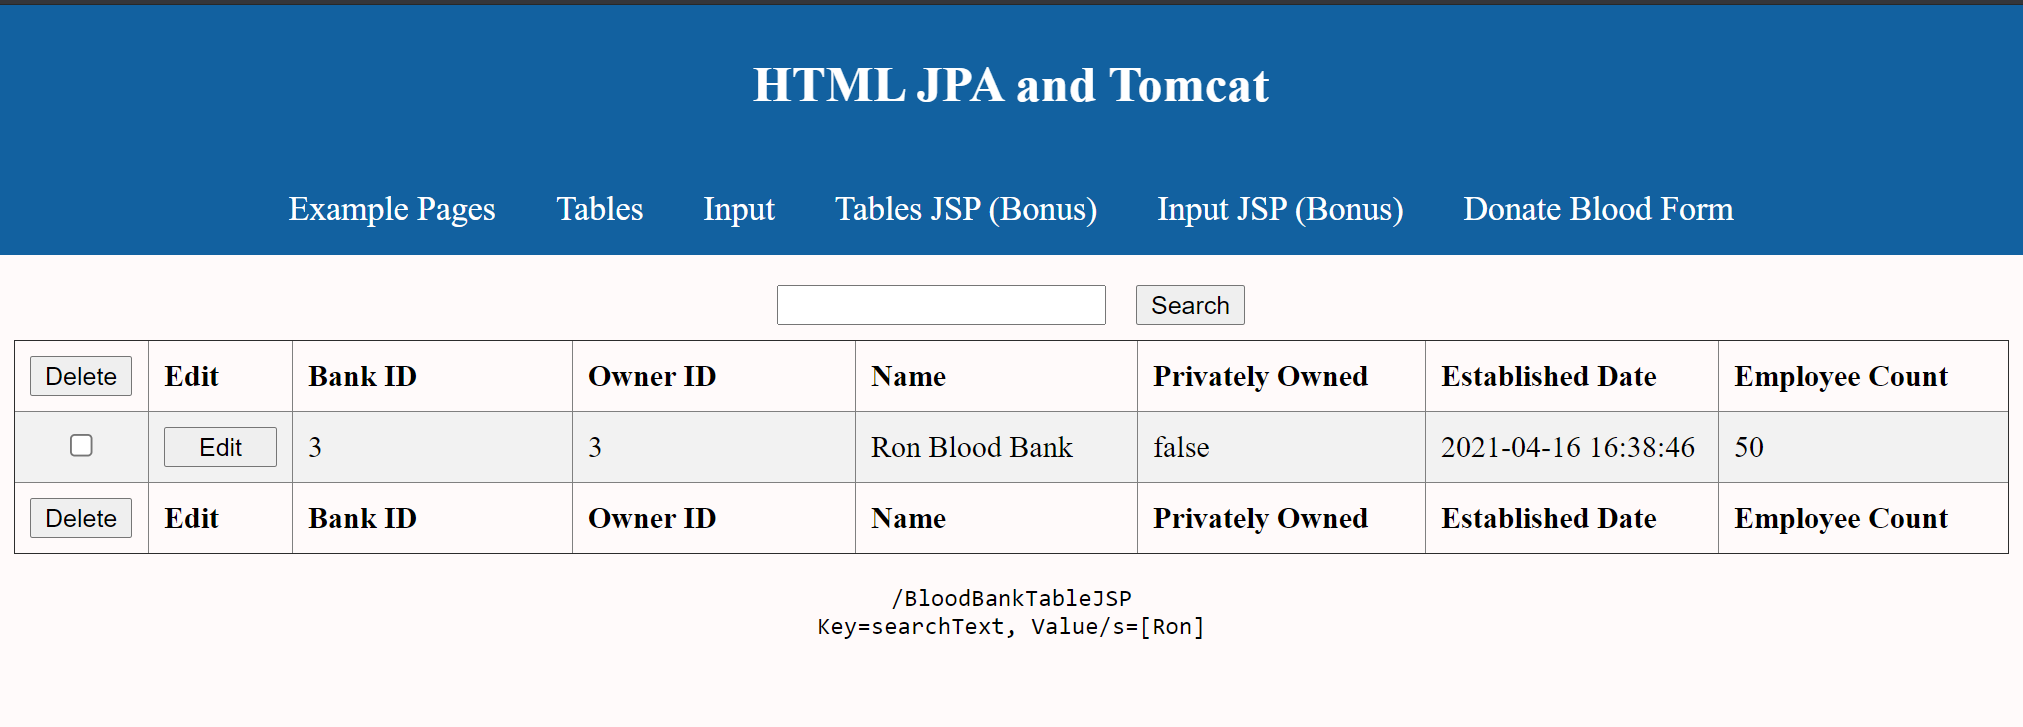 HTML JPA and Tomcat
Example Pages Tables Input Tables JSP (Bonus) Input JSP (Bonus) Donate Blood Form
Search
Delete Edit Bank ID Owner ID Name Privately Owned Established Date Employee Count
Edit 3 3 Ron Blood Bank false 2021-04-16 16:38:46 50
Delete Edit Bank ID Owner ID Name Privately Owned Established Date Employee Count
/BloodBankTableJSP
Key=searchText, Value/s=[Ron]